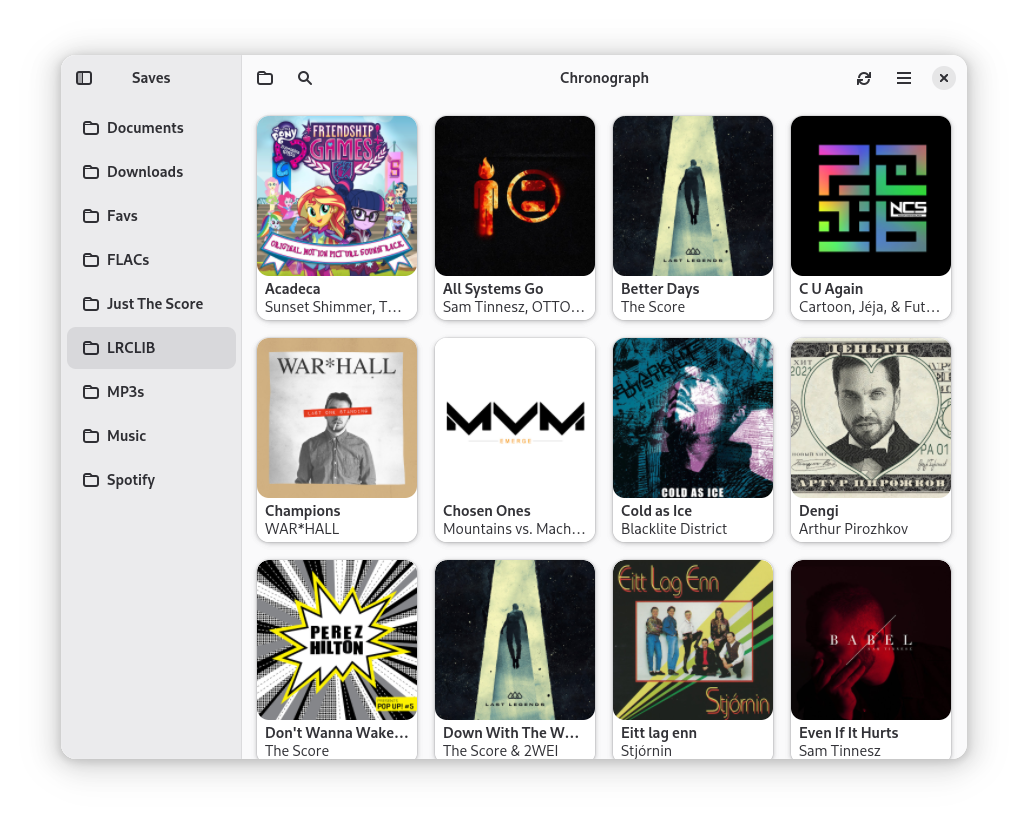 Saves
Chronograph
Documents
Downloads
Favs
FLACs
Just The Score
LRCLIB
MP3s
Music
Spotify
PONY
FRIENDSHIP
GAMES
ORIGINAL MOTION PICTURE SOUNDTRACK
Acadeca
Sunset Shimmer, T…
All Systems Go
Sam Tinnesz, OTTO…
LAST LEGENDS
Better Days
The Score
NCS
C U Again
Cartoon, Jéja, & Fut…
WAR*HALL
LAST ONE STANDING
Champions
WAR*HALL
MVM
EMERGE
Chosen Ones
Mountains vs. Mach…
COLD AS ICE
Cold as Ice
Blacklite District
ДЕНЬГИ
ХИТ
2021
РА 01
АРТУР ПИРОЖКОВ
Dengi
Arthur Pirozhkov
PEREZ
HILTON
POP UP! #5
Don't Wanna Wake…
The Score
LAST LEGENDS
Down With The W…
The Score & 2WEI
Eitt Lag Enn
Stjórnin
Eitt lag enn
Stjórnin
BABEL
SAM TINNESZ
Even If It Hurts
Sam Tinnesz